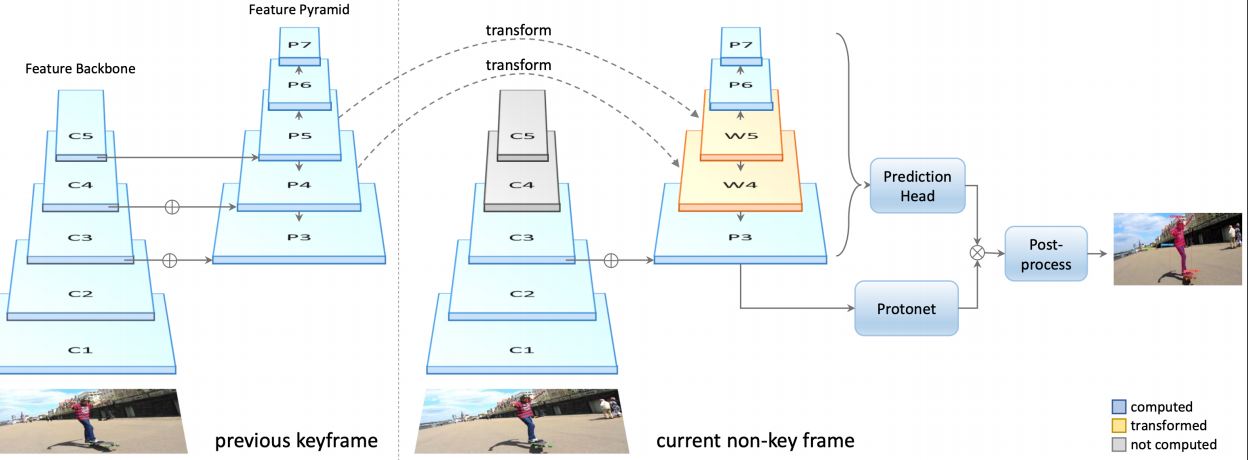 Feature Pyramid
Feature Backbone
P7
P6
P5
P4
P3
C5
C4
C3
C2
C1
previous keyframe
transform
transform
C5
C4
C3
C2
C1
P7
P6
W5
W4
P3
current non-key frame
Prediction
Head
Protonet
Post-
process
computed
transformed
not computed